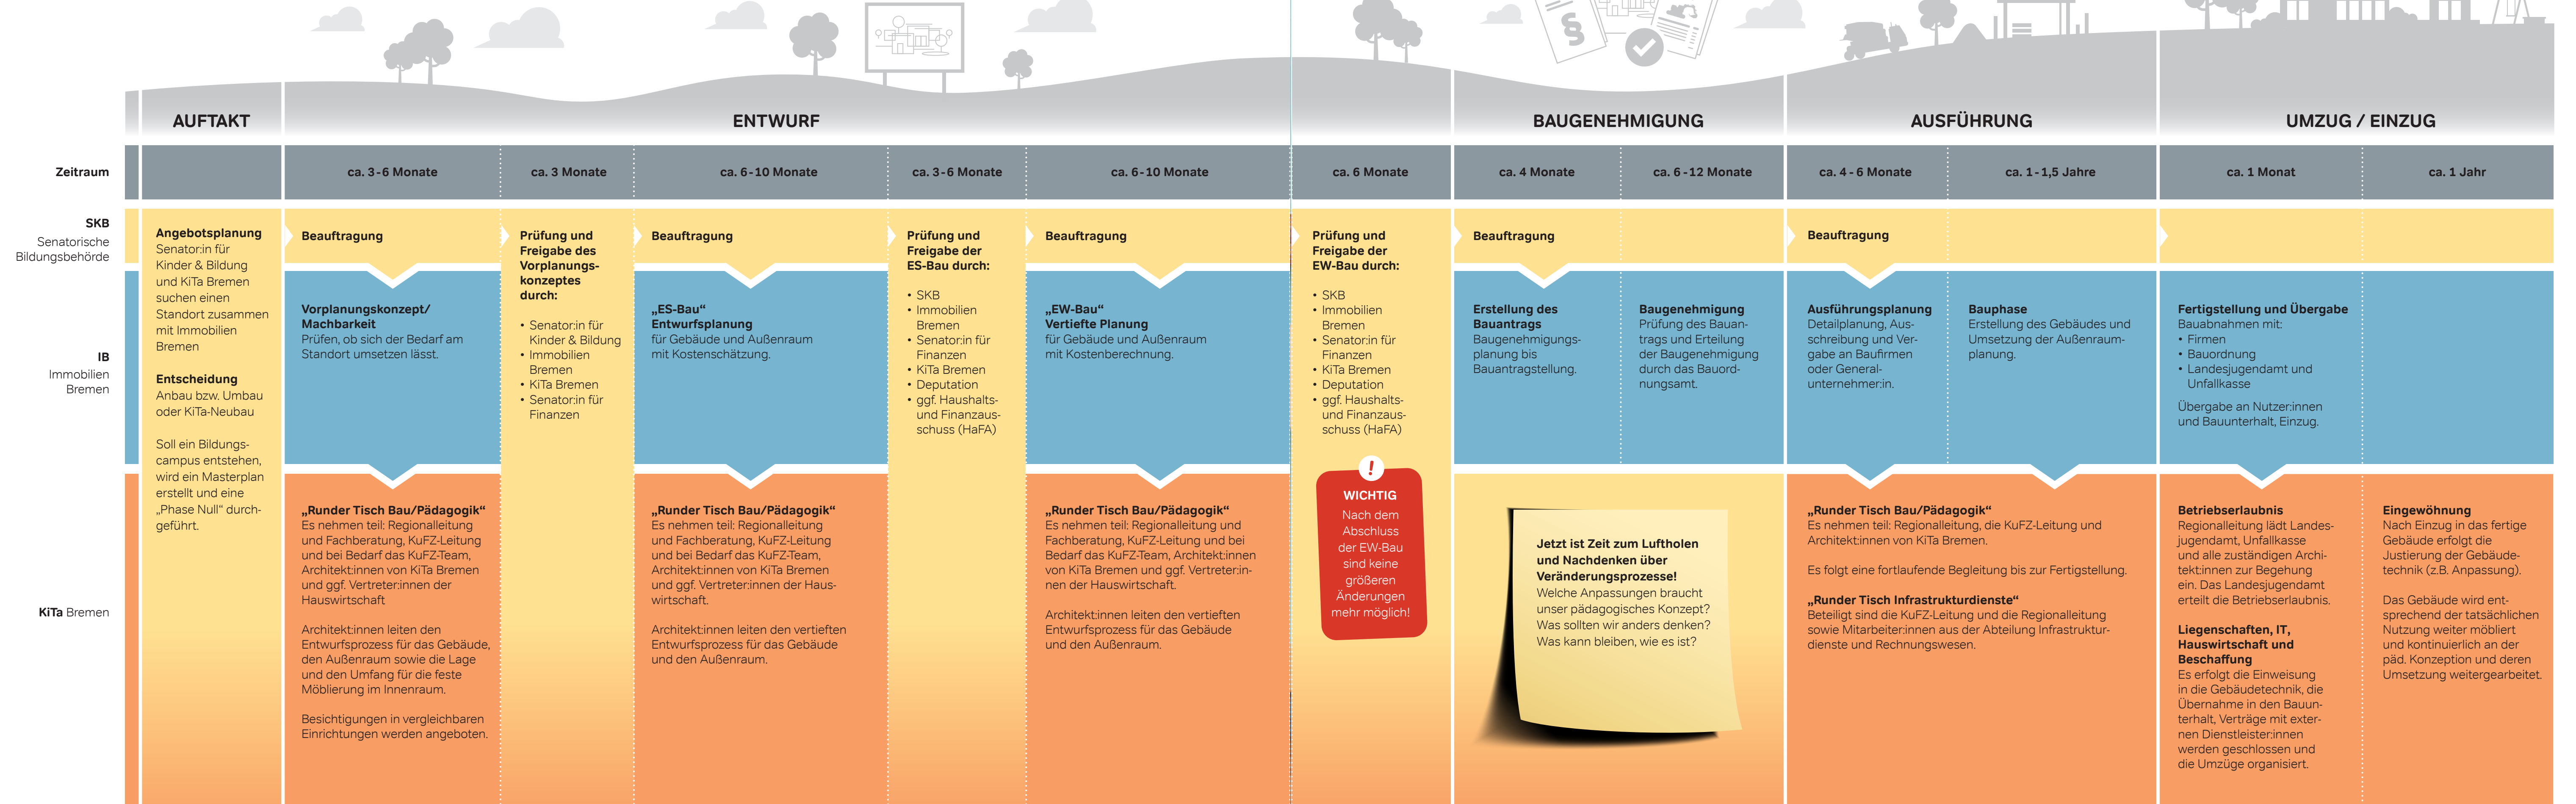 §
AUFTAKT
ENTWURF
BAUGENEHMIGUNG
AUSFÜHRUNG
UMZUG / EINZUG
Zeitraum
ca. 3 - 6 Monate
ca. 3 Monate
ca. 6 - 10 Monate
ca. 3 - 6 Monate
ca. 6 - 10 Monate
ca. 6 Monate
ca. 4 Monate
ca. 6 - 12 Monate
ca. 4 - 6 Monate
ca. 1 - 1,5 Jahre
ca. 1 Monat
ca. 1 Jahr
SKB
Senatorische
Bildungsbehörde
IB
Immobilien
Bremen
KiTa Bremen
Angebotsplanung
Senator:in für
Kinder & Bildung
und KiTa Bremen
suchen einen
Standort zusammen
mit Immobilien
Bremen
Entscheidung
Anbau bzw. Umbau
oder KiTa-Neubau
Soll ein Bildungs-
campus entstehen,
wird ein Masterplan
erstellt und eine
„Phase Null“ durch-
geführt.
Beauftragung
Vorplanungskonzept/
Machbarkeit
Prüfen, ob sich der Bedarf am
Standort umsetzen lässt.
„Runder Tisch Bau/Pädagogik“
Es nehmen teil: Regionalleitung
und Fachberatung, KuFZ-Leitung
und bei Bedarf das KuFZ-Team,
Architekt:innen von KiTa Bremen
und ggf. Vertreter:innen der
Hauswirtschaft
Architekt:innen leiten den
Entwurfsprozess für das Gebäude,
den Außenraum sowie die Lage
und den Umfang für die feste
Möblierung im Innenraum.
Besichtigungen in vergleichbaren
Einrichtungen werden angeboten.
Prüfung und
Freigabe des
Vorplanungs-
konzeptes
durch:
• Senator:in für
Kinder & Bildung
• Immobilien
Bremen
• KiTa Bremen
• Senator:in für
Finanzen
Beauftragung
„ES-Bau“
Entwurfsplanung
für Gebäude und Außenraum
mit Kostenschätzung.
„Runder Tisch Bau/Pädagogik“
Es nehmen teil: Regionalleitung
und Fachberatung, KuFZ-Leitung
und bei Bedarf das KuFZ-Team,
Architekt:innen von KiTa Bremen
und ggf. Vertreter:innen der Haus-
wirtschaft.
Architekt:innen leiten den vertieften
Entwurfsprozess für das Gebäude
und den Außenraum.
Prüfung und
Freigabe der
ES-Bau durch:
• SKB
• Immobilien
Bremen
• Senator:in für
Finanzen
• KiTa Bremen
• Deputation
• ggf. Haushalts-
und Finanzaus-
schuss (HaFA)
Beauftragung
„EW-Bau“
Vertiefte Planung
für Gebäude und Außenraum
mit Kostenberechnung.
„Runder Tisch Bau/Pädagogik“
Es nehmen teil: Regionalleitung und
Fachberatung, KuFZ-Leitung und bei
Bedarf das KuFZ-Team, Architekt:innen
von KiTa Bremen und ggf. Vertreter:in-
nen der Hauswirtschaft.
Architekt:innen leiten den vertieften
Entwurfsprozess für das Gebäude
und den Außenraum.
Prüfung und
Freigabe der
EW-Bau durch:
• SKB
• Immobilien
Bremen
• Senator:in für
Finanzen
• KiTa Bremen
• Deputation
• ggf. Haushalts-
und Finanzaus-
schuss (HaFA)
!
WICHTIG
Nach dem
Abschluss
der EW-Bau
sind keine
größeren
Änderungen
mehr möglich!
Beauftragung
Erstellung des
Bauantrags
Baugenehmigungs-
planung bis
Bauantragstellung.
Baugenehmigung
Prüfung des Bauan-
trags und Erteilung
der Baugenehmigung
durch das Bauord-
nungsamt.
Jetzt ist Zeit zum Luftholen
und Nachdenken über
Veränderungsprozesse!
Welche Anpassungen braucht
unser pädagogisches Konzept?
Was sollten wir anders denken?
Was kann bleiben, wie es ist?
Beauftragung
Ausführungsplanung
Detailplanung, Aus-
schreibung und Ver-
gabe an Baufirmen
oder General-
unternehmer:in.
Bauphase
Erstellung des Gebäudes und
Umsetzung der Außenraum-
planung.
„Runder Tisch Bau/Pädagogik“
Es nehmen teil: Regionalleitung, die KuFZ-Leitung und
Architekt:innen von KiTa Bremen.
Es folgt eine fortlaufende Begleitung bis zur Fertigstellung.
„Runder Tisch Infrastrukturdienste“
Beteiligt sind die KuFZ-Leitung und die Regionalleitung
sowie Mitarbeiter:innen aus der Abteilung Infrastruktur-
dienste und Rechnungswesen.
Fertigstellung und Übergabe
Bauabnahmen mit:
• Firmen
• Bauordnung
• Landesjugendamt und
Unfallkasse
Übergabe an Nutzer:innen
und Bauunterhalt, Einzug.
Betriebserlaubnis
Regionalleitung lädt Landes-
jugendamt, Unfallkasse
und alle zuständigen Archi-
tekt:innen zur Begehung
ein. Das Landesjugendamt
erteilt die Betriebserlaubnis.
Liegenschaften, IT,
Hauswirtschaft und
Beschaffung
Es erfolgt die Einweisung
in die Gebäudetechnik, die
Übernahme in den Bauun-
terhalt, Verträge mit exter-
nen Dienstleister:innen
werden geschlossen und
die Umzüge organisiert.
Eingewöhnung
Nach Einzug in das fertige
Gebäude erfolgt die
Justierung der Gebäude-
technik (z.B. Anpassung).
Das Gebäude wird ent-
sprechend der tatsächlichen
Nutzung weiter möbliert
und kontinuierlich an der
päd. Konzeption und deren
Umsetzung weitergearbeitet.